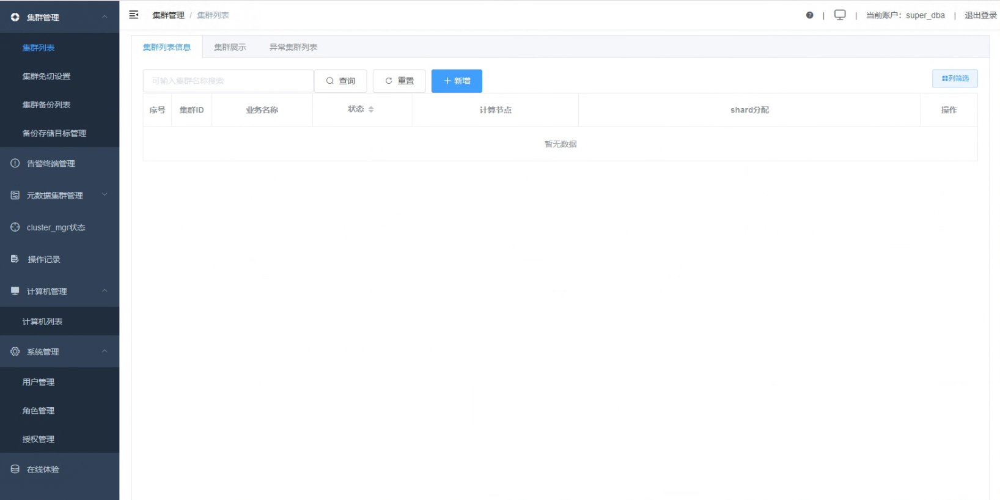 集群管理
集群列表
集群免切设置
集群备份列表
备份存储目标管理
告警终端管理
元数据集群管理
cluster_mgr状态
操作记录
计算机管理
计算机列表
系统管理
用户管理
角色管理
授权管理
在线体验
集群管理 / 集群列表
| | 当前账户：super_dba | 退出登录
集群列表信息 集群展示 异常集群列表
可输入集群名称搜索 查询 重置 新增 列筛选
序号 集群ID 业务名称 状态 计算节点 shard分配 操作
暂无数据